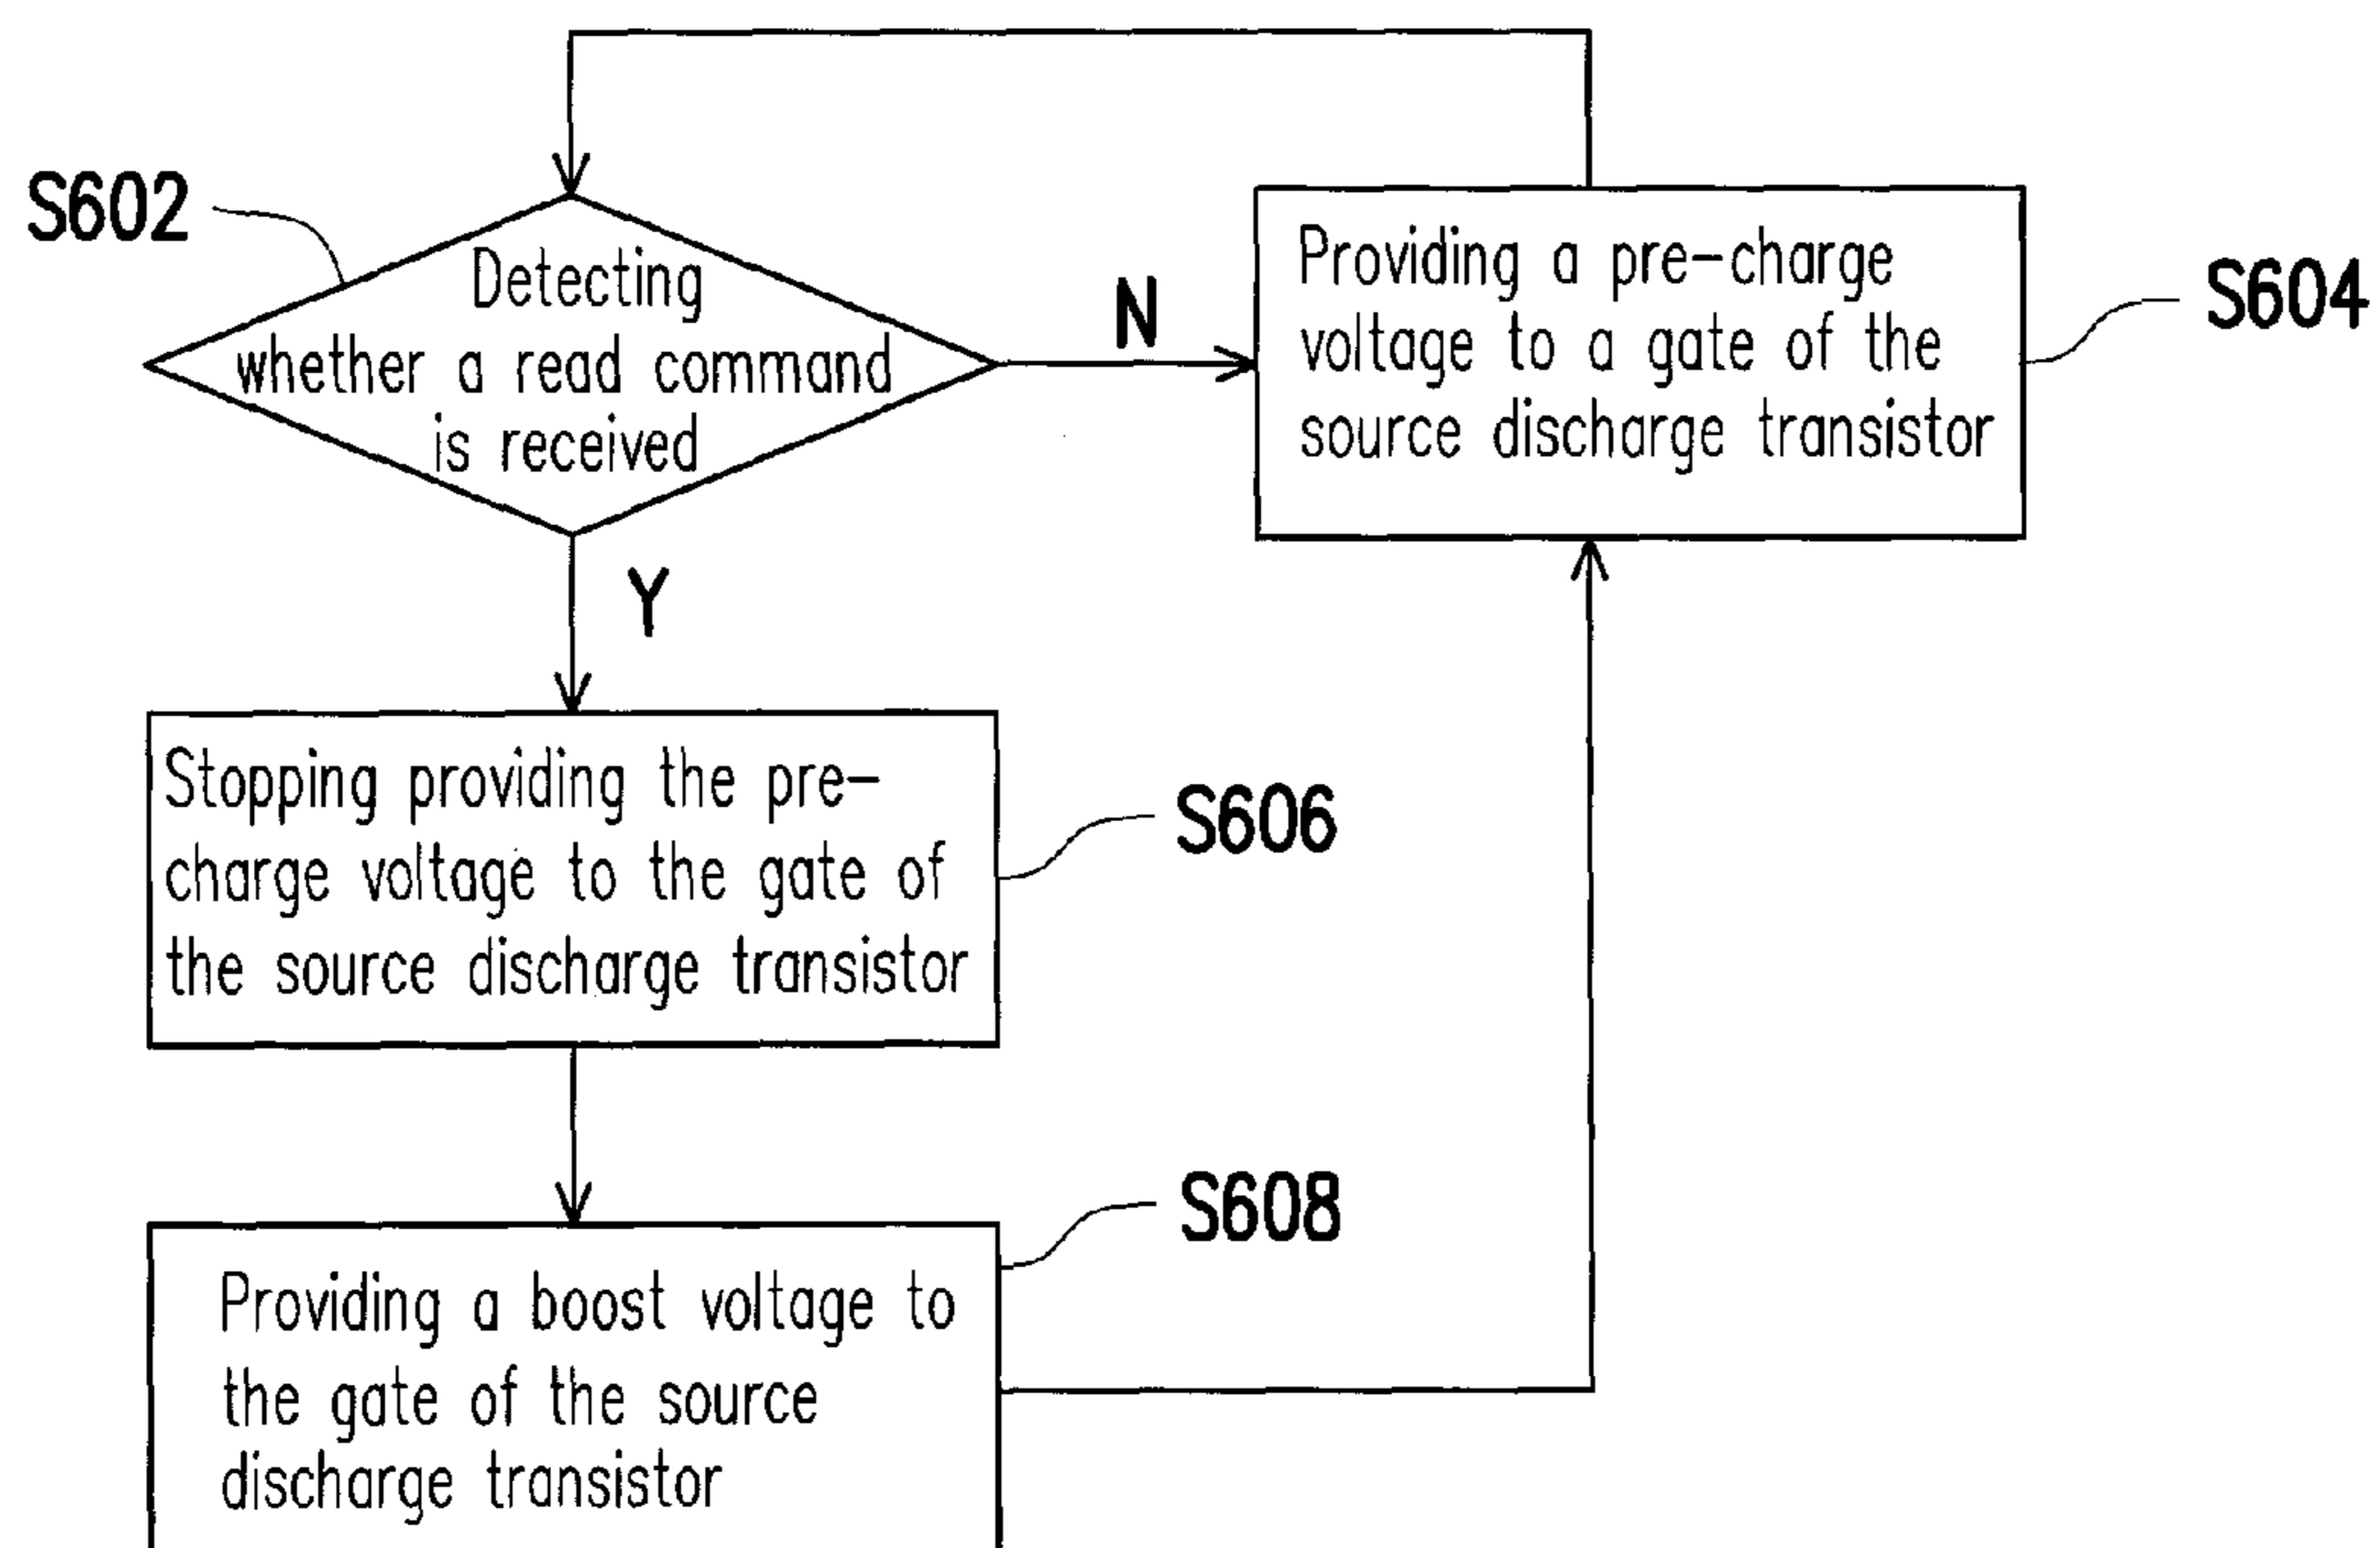 S602
Detecting
whether a read command
is received
N
Providing a pre-charge
voltage to a gate of the
source discharge transistor
S604
Y
Stopping providing the pre-
charge voltage to the gate of
the source discharge transistor
S606
S608
Providing a boost voltage to
the gate of the source
discharge transistor